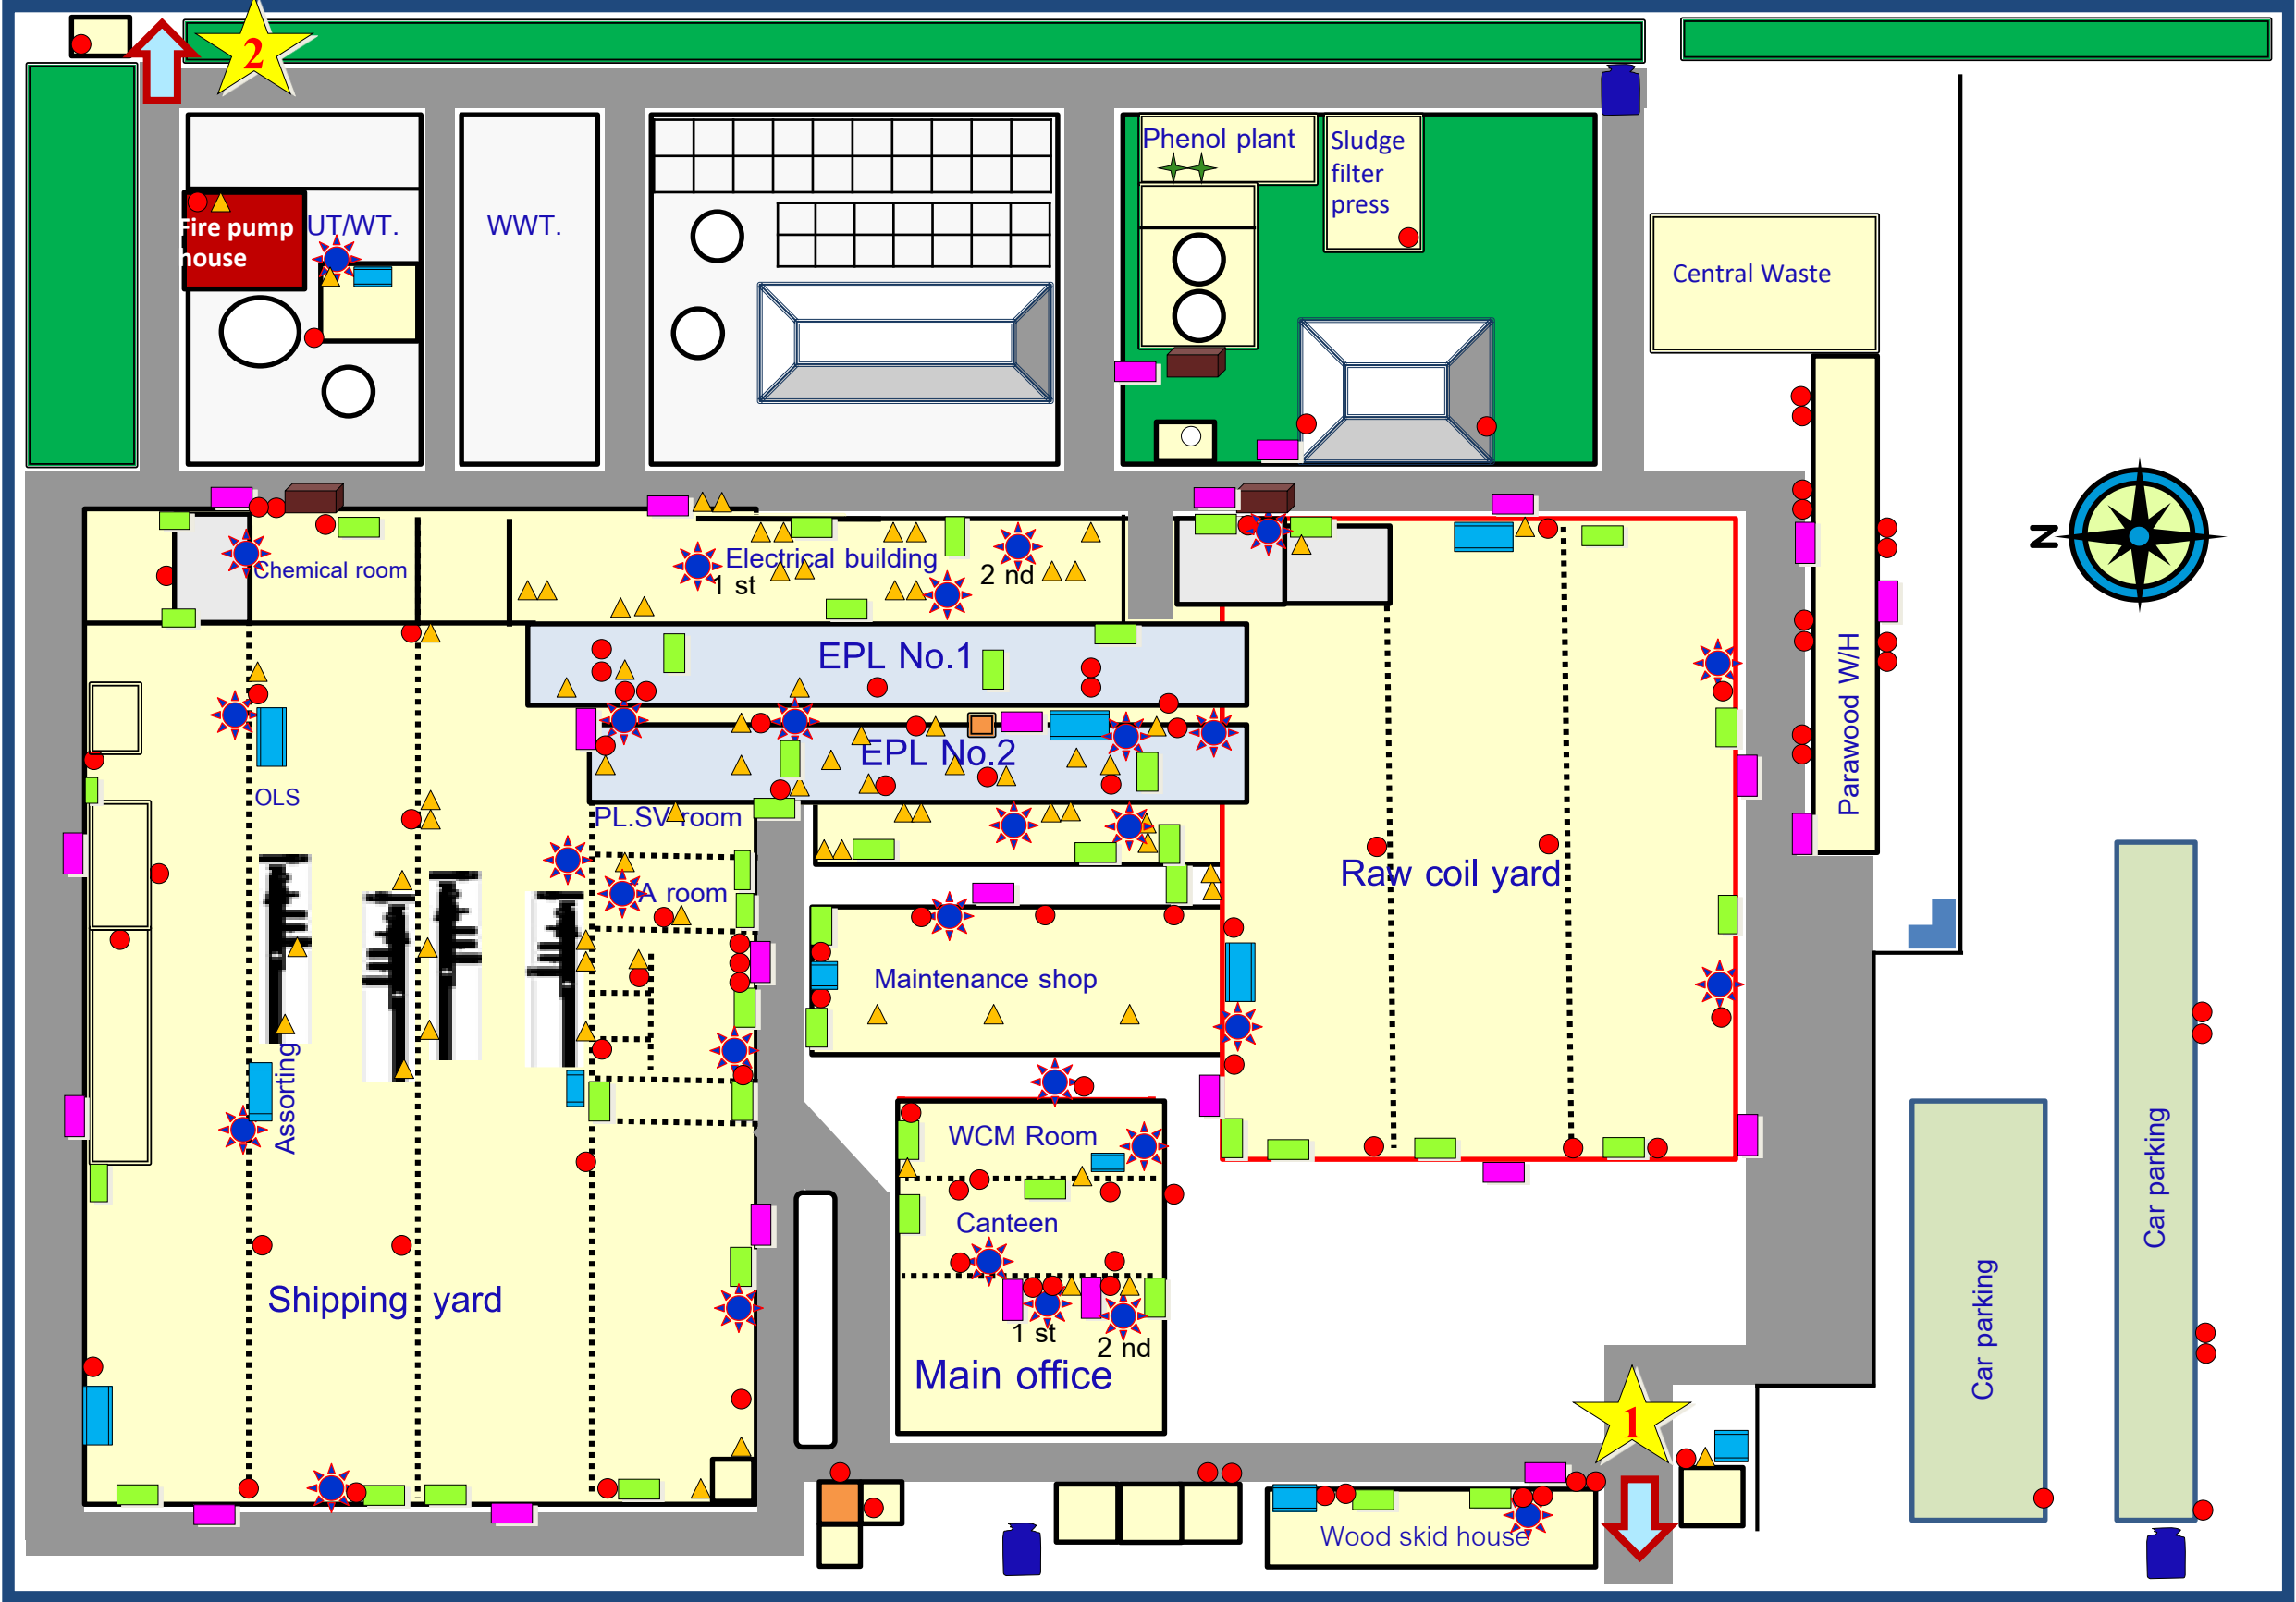 2
Phenol plant
Sludge
filter
press
Fire pump
house
UT/WT.
WWT.
Central Waste
Chemical room
Electrical building
1 st
2 nd
N
EPL No.1
EPL No.2
Parawood W/H
OLS
PL.SV room
A room
Raw coil yard
Maintenance shop
Assorting
WCM Room
Canteen
Shipping yard
1 st
2 nd
Main office
Car parking
Car parking
1
Wood skid house